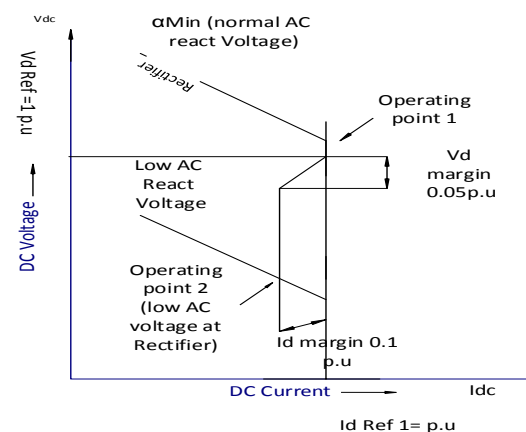 Vdc
αMin (normal AC
react Voltage)
Rectifier
Vd Ref =1 p.u
Operating
point 1
Low AC
React
Voltage
Vd
margin
0.05p.u
DC Voltage
Operating
point 2
(low AC
voltage at
Rectifier)
Id margin 0.1
p.u
DC Current
Idc
Id Ref 1= p.u